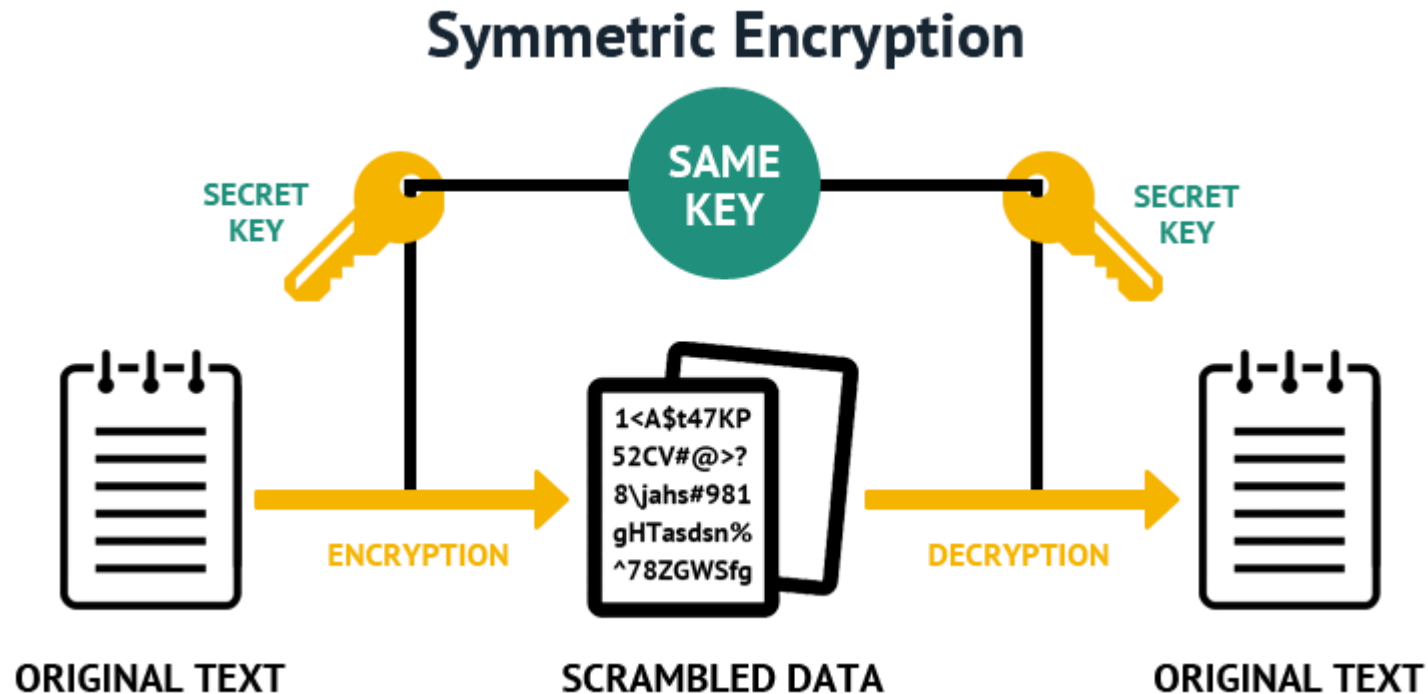 Symmetric Encryption
SAME
KEY
SECRET
KEY
SECRET
KEY
1<A$t47KP
52CV#@>?
8\jahs#981
gHTasdsn%
^78ZGWSfg
ENCRYPTION
DECRYPTION
ORIGINAL TEXT
SCRAMBLED DATA
ORIGINAL TEXT